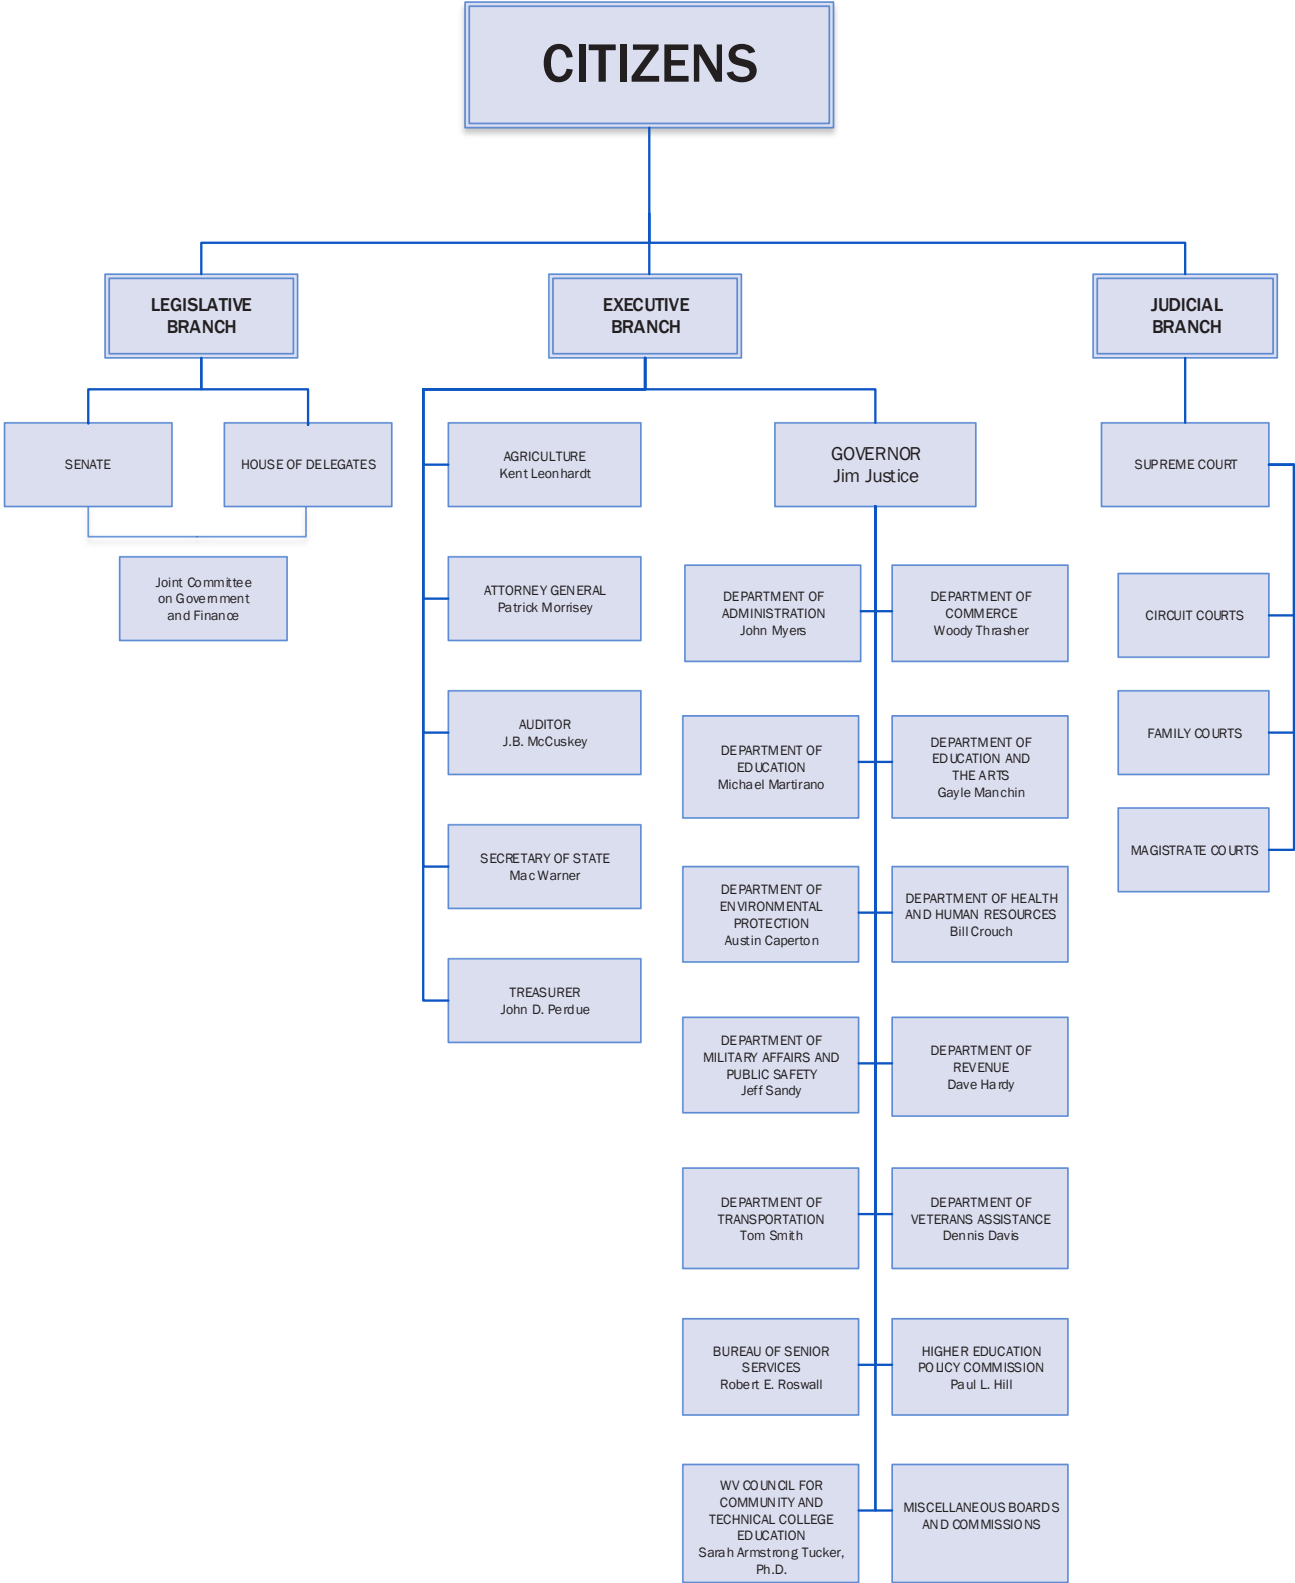 CITIZENS
LEGISLATIVE
BRANCH
EXECUTIVE
BRANCH
JUDICIAL
BRANCH
SENATE
HOUSE OF DELEGATES
Joint Committee
on Government
and Finance
AGRICULTURE
Kent Leonhardt
ATTORNEY GENERAL
Patrick Morrisey
AUDITOR
J.B. McCuskey
SECRETARY OF STATE
Mac Warner
TREASURER
John D. Perdue
GOVERNOR
Jim Justice
DEPARTMENT OF
ADMINISTRATION
John Myers
DEPARTMENT OF
COMMERCE
Woody Thrasher
DEPARTMENT OF
EDUCATION
Michael Martirano
DEPARTMENT OF
EDUCATION AND
THE ARTS
Gayle Manchin
DEPARTMENT OF
ENVIRONMENTAL
PROTECTION
Austin Caperton
DEPARTMENT OF HEALTH
AND HUMAN RESOURCES
Bill Crouch
DEPARTMENT OF
MILITARY AFFAIRS AND
PUBLIC SAFETY
Jeff Sandy
DEPARTMENT OF
REVENUE
Dave Hardy
DEPARTMENT OF
TRANSPORTATION
Tom Smith
DEPARTMENT OF
VETERANS ASSISTANCE
Dennis Davis
BUREAU OF SENIOR
SERVICES
Robert E. Roswall
HIGHER EDUCATION
POLICY COMMISSION
Paul L. Hill
WV COUNCIL FOR
COMMUNITY AND
TECHNICAL COLLEGE
EDUCATION
Sarah Armstrong Tucker,
Ph.D.
MISCELLANEOUS BOARDS
AND COMMISSIONS
SUPREME COURT
CIRCUIT COURTS
FAMILY COURTS
MAGISTRATE COURTS